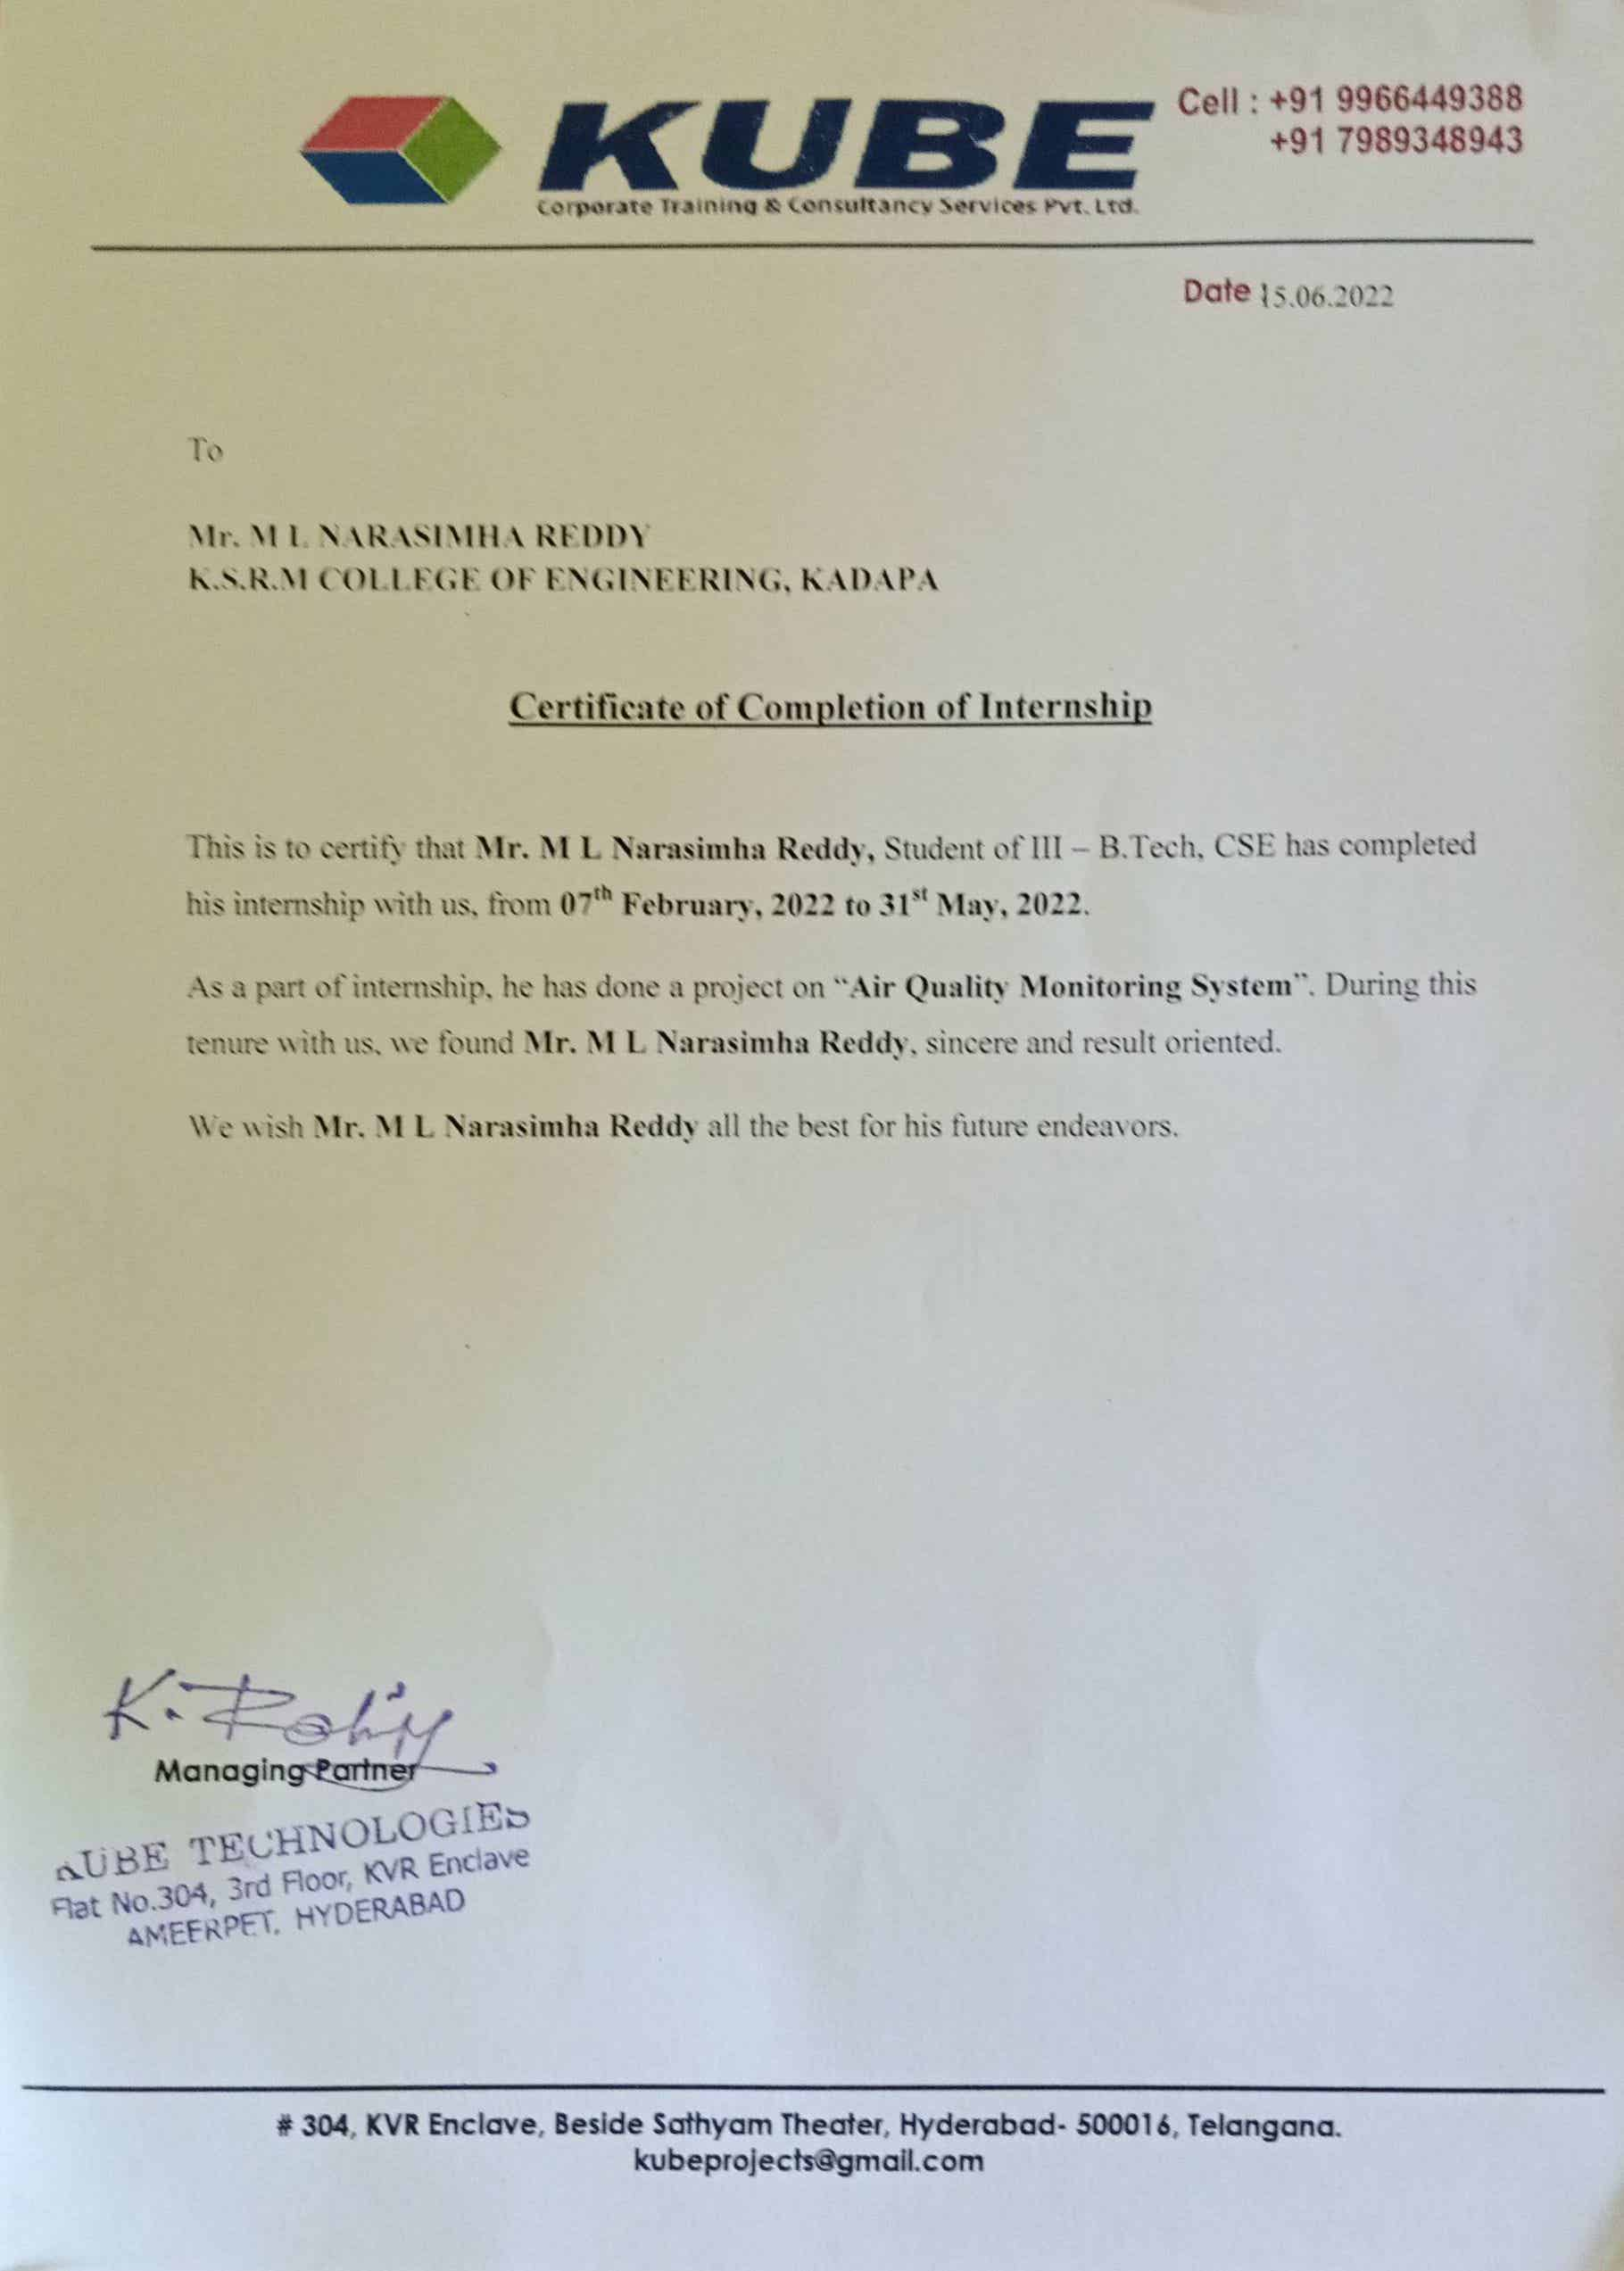 KUBE
Corporate Training & Consultancy Services Pvt. Ltd.
Cell : +91 9966449388
+91 7989348943
Date 15.06.2022
To
Mr. M L NARASIMHA REDDY
K.S.R.M COLLEGE OF ENGINEERING, KADAPA
Certificate of Completion of Internship
This is to certify that Mr. M L Narasimha Reddy, Student of III – B.Tech, CSE has completed
his internship with us, from 07th February, 2022 to 31st May, 2022.
As a part of internship, he has done a project on “Air Quality Monitoring System”. During this
tenure with us, we found Mr. M L Narasimha Reddy, sincere and result oriented.
We wish Mr. M L Narasimha Reddy all the best for his future endeavors.
K.
Managing Partner
KUBE TECHNOLOGIES
Flat No.304, 3rd Floor, KVR Enclave
AMEERPET, HYDERABAD
# 304, KVR Enclave, Beside Sathyam Theater, Hyderabad- 500016, Telangana.
kubeprojects@gmail.com